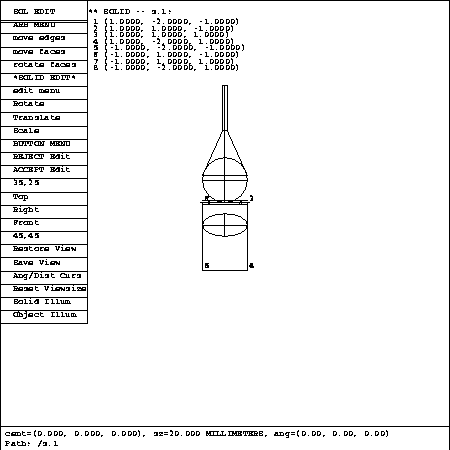 SOL EDIT
** SOLID -- s.1:
1 (1.0000, -2.0000, -1.0000)
2 (1.0000, 1.0000, -1.0000)
3 (1.0000, 1.0000, 1.0000)
4 (1.0000, -2.0000, 1.0000)
5 (-1.0000, -2.0000, -1.0000)
6 (-1.0000, 1.0000, -1.0000)
7 (-1.0000, 1.0000, 1.0000)
8 (-1.0000, -2.0000, 1.0000)
ARB MENU
move edges
move faces
rotate faces
*SOLID EDIT*
edit menu
Rotate
Translate
Scale
BUTTON MENU
REJECT Edit
ACCEPT Edit
35,25
Top
Right
Front
45,45
Restore View
Save View
Ang/Dist Curs
Reset Viewsize
Solid Illum
Object Illum
cent=(0.000, 0.000, 0.000), sz=20.000 MILLIMETERS, ang=(0.00, 0.00, 0.00)
Path: /s.1